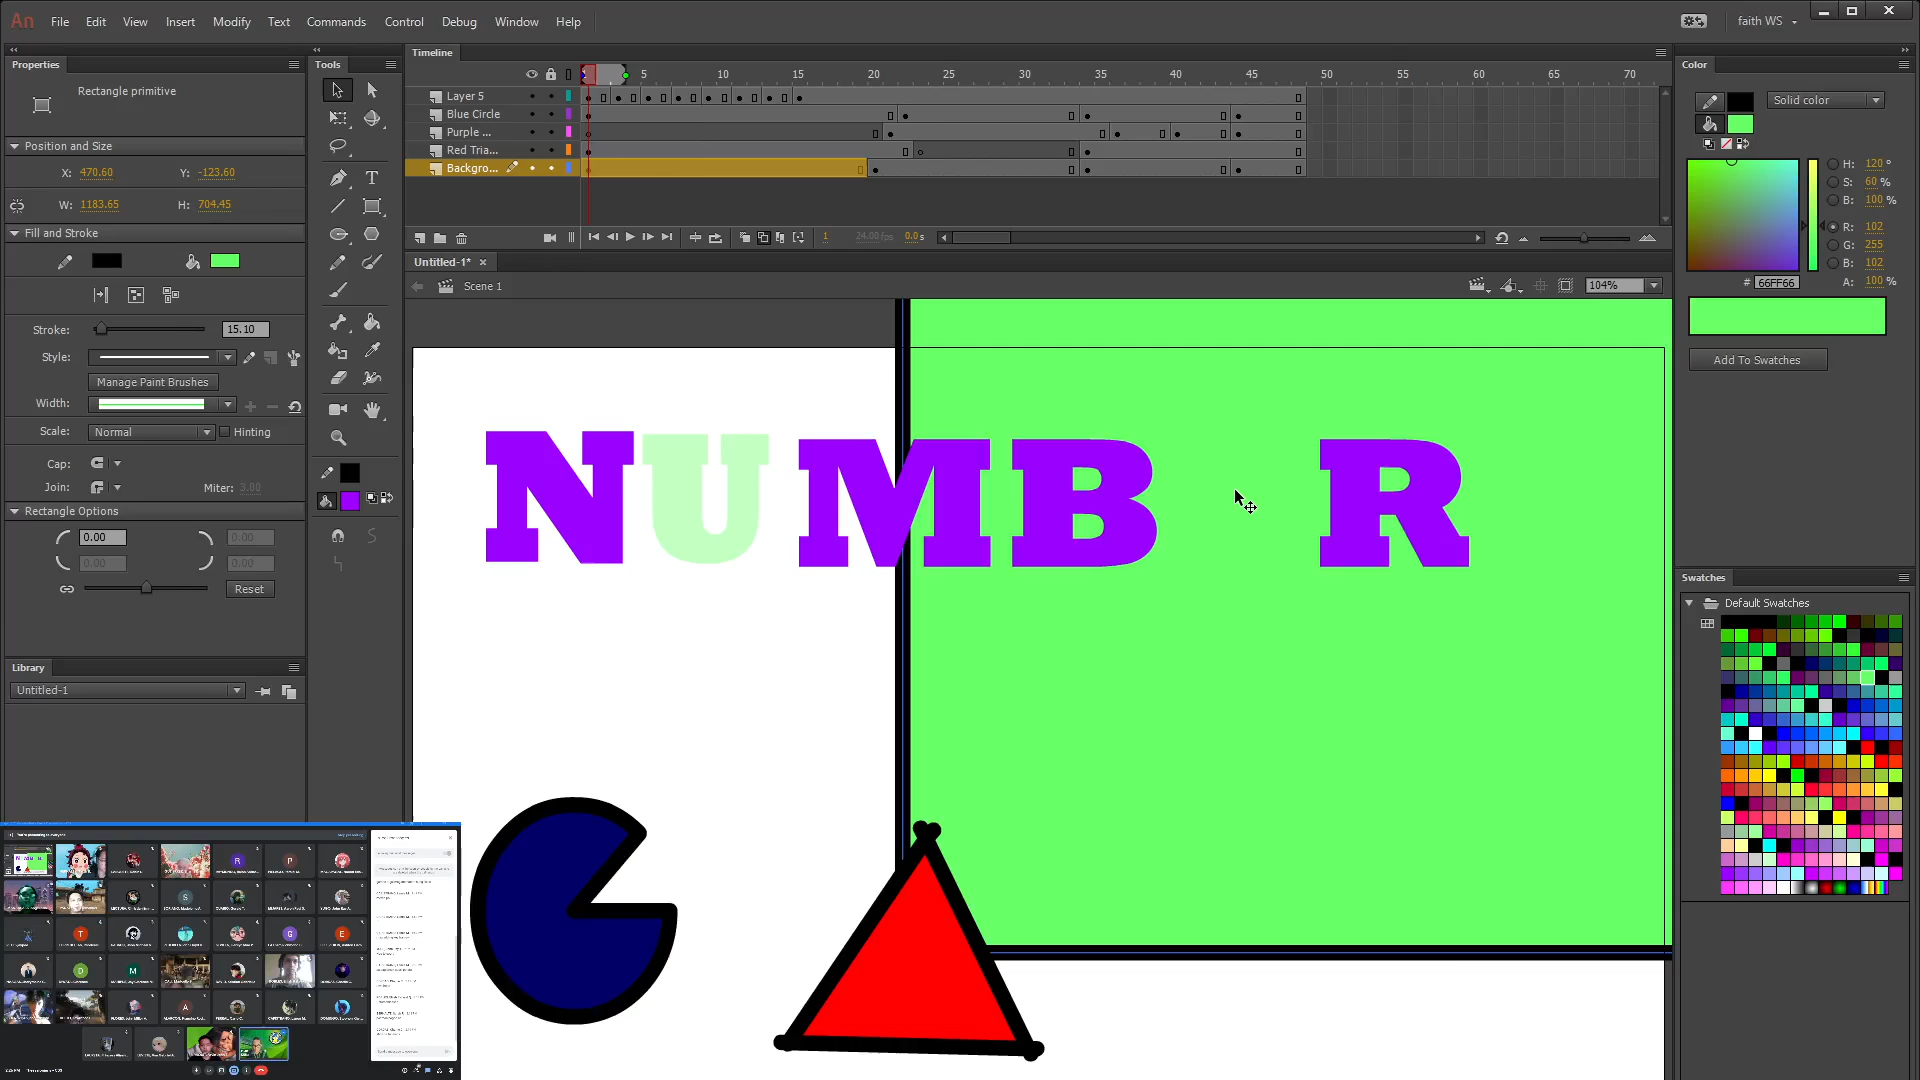 An File Edit View Insert Modify Text Commands Control Debug Window Help faith WS
Properties
Rectangle primitive
Position and Size
X: 470.60 Y: -123.60
W: 1183.65 H: 704.45
Fill and Stroke
Stroke: 15.10
Style:
Manage Paint Brushes
Width:
Scale: Normal Hinting
Cap:
Join: Miter: 3.00
Rectangle Options
0.00 0.00
0.00 0.00
Reset
Library
Untitled-1
Tools
Timeline
5 10 15 20 25 30 35 40 45 50 55 60 65 70
Layer 5
Blue Circle
Purple ...
Red Tria...
Backgro...
1 24.00 fps 0.0 s
Untitled-1*
Scene 1
104%
NUMB R
Color
Solid color
H: 120 °
S: 60 %
B: 100 %
R: 102
G: 255
B: 102
# 66FF66 A: 100 %
Add To Swatches
Swatches
Default Swatches